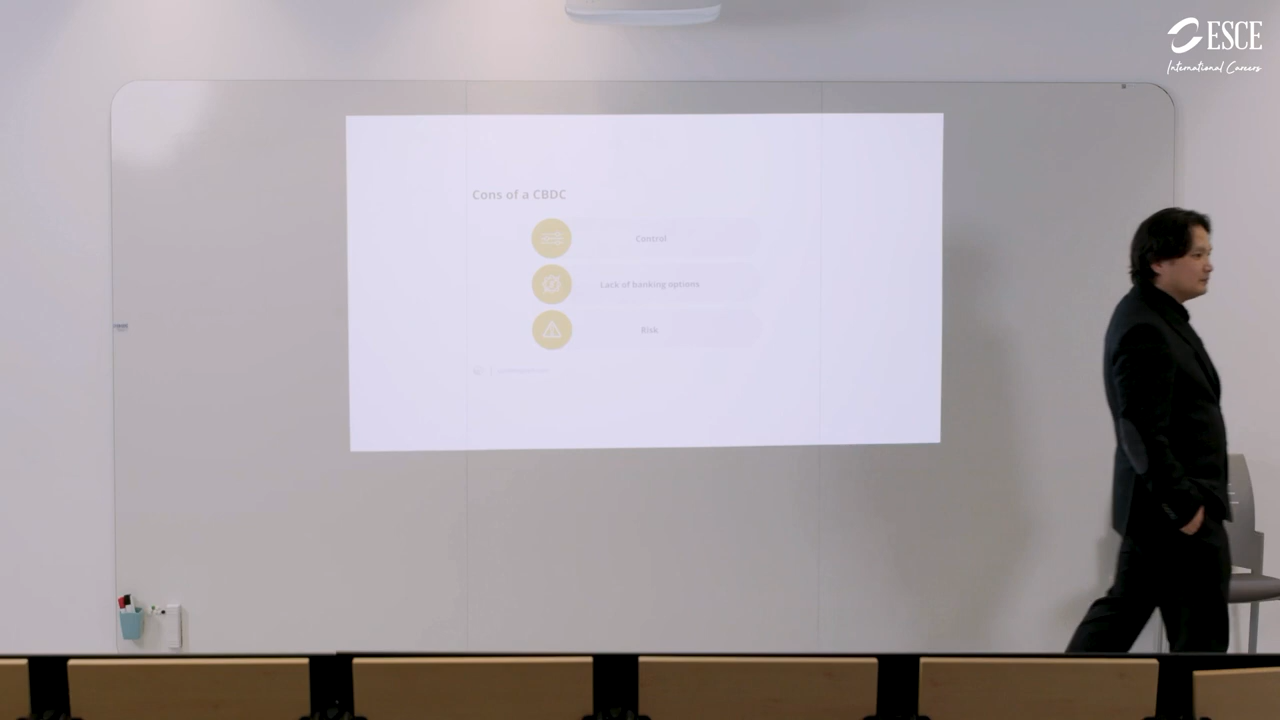 ESCE
International Careers
Cons of a CBDC
Control
Lack of banking options
Risk